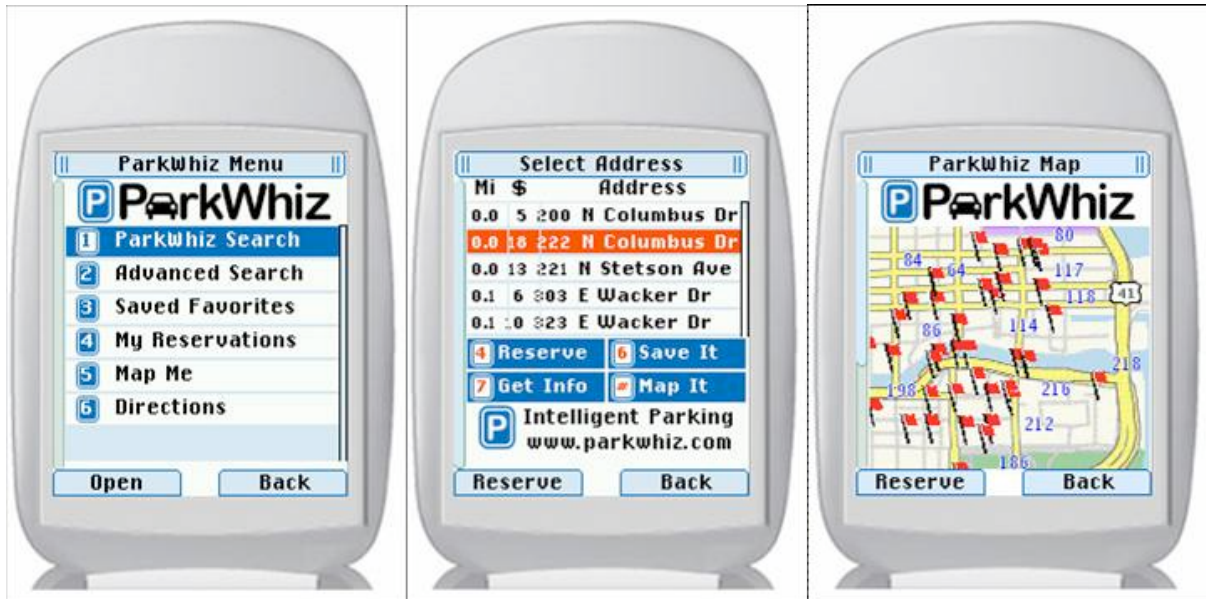 ParkWhiz Menu
P ParkWhiz
1 ParkWhiz Search
2 Advanced Search
3 Saved Favorites
4 My Reservations
5 Map Me
6 Directions
Open Back
Select Address
Mi $ Address
0.0 5 200 N Columbus Dr
0.0 18 222 N Columbus Dr
0.0 13 221 N Stetson Ave
0.1 6 303 E Wacker Dr
0.1 10 323 E Wacker Dr
4 Reserve 6 Save It
7 Get Info # Map It
P Intelligent Parking
www.parkwhiz.com
Reserve Back
ParkWhiz Map
P ParkWhiz
80
84 64 117
118 41
86 114
218
198 216
212
186
Reserve Back